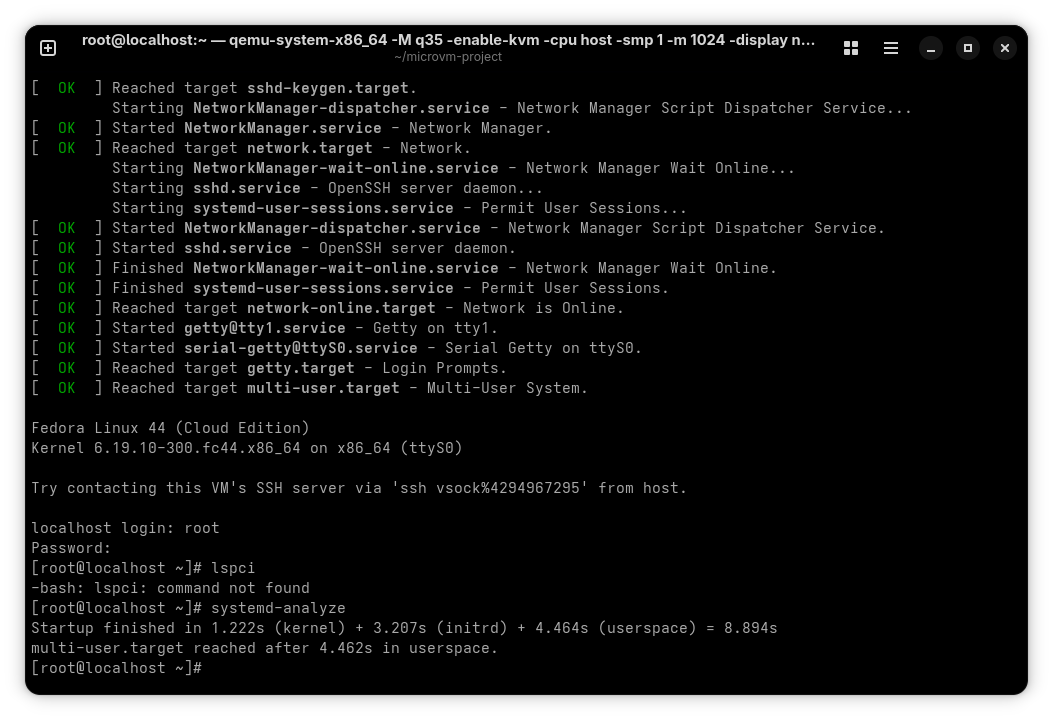 root@localhost:~ — qemu-system-x86_64 -M q35 -enable-kvm -cpu host -smp 1 -m 1024 -display n…
~/microvm-project
[  OK  ] Reached target sshd-keygen.target.
         Starting NetworkManager-dispatcher.service - Network Manager Script Dispatcher Service...
[  OK  ] Started NetworkManager.service - Network Manager.
[  OK  ] Reached target network.target - Network.
         Starting NetworkManager-wait-online.service - Network Manager Wait Online...
         Starting sshd.service - OpenSSH server daemon...
         Starting systemd-user-sessions.service - Permit User Sessions...
[  OK  ] Started NetworkManager-dispatcher.service - Network Manager Script Dispatcher Service.
[  OK  ] Started sshd.service - OpenSSH server daemon.
[  OK  ] Finished NetworkManager-wait-online.service - Network Manager Wait Online.
[  OK  ] Finished systemd-user-sessions.service - Permit User Sessions.
[  OK  ] Reached target network-online.target - Network is Online.
[  OK  ] Started getty@tty1.service - Getty on tty1.
[  OK  ] Started serial-getty@ttyS0.service - Serial Getty on ttyS0.
[  OK  ] Reached target getty.target - Login Prompts.
[  OK  ] Reached target multi-user.target - Multi-User System.
Fedora Linux 44 (Cloud Edition)
Kernel 6.19.10-300.fc44.x86_64 on x86_64 (ttyS0)
Try contacting this VM's SSH server via 'ssh vsock%4294967295' from host.
localhost login: root
Password:
[root@localhost ~]# lspci
-bash: lspci: command not found
[root@localhost ~]# systemd-analyze
Startup finished in 1.222s (kernel) + 3.207s (initrd) + 4.464s (userspace) = 8.894s
multi-user.target reached after 4.462s in userspace.
[root@localhost ~]#